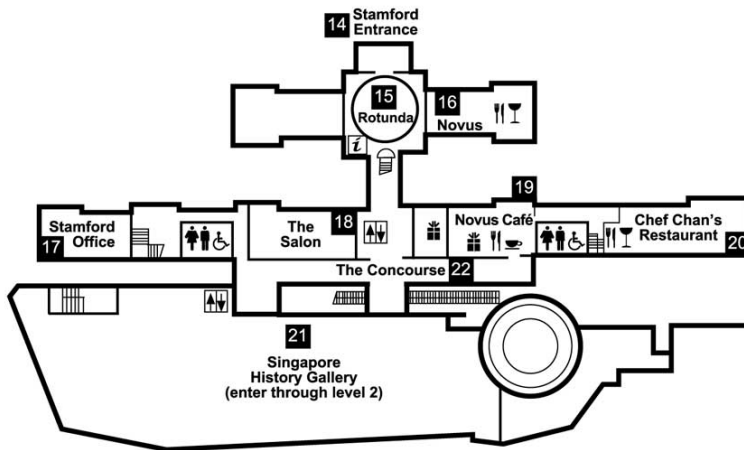 14 Stamford
Entrance
15
Rotunda
16
Novus
i
19
Stamford
Office
17
The
Salon
18
Novus Café
Chef Chan's
Restaurant
20
The Concourse 22
21
Singapore
History Gallery
(enter through level 2)